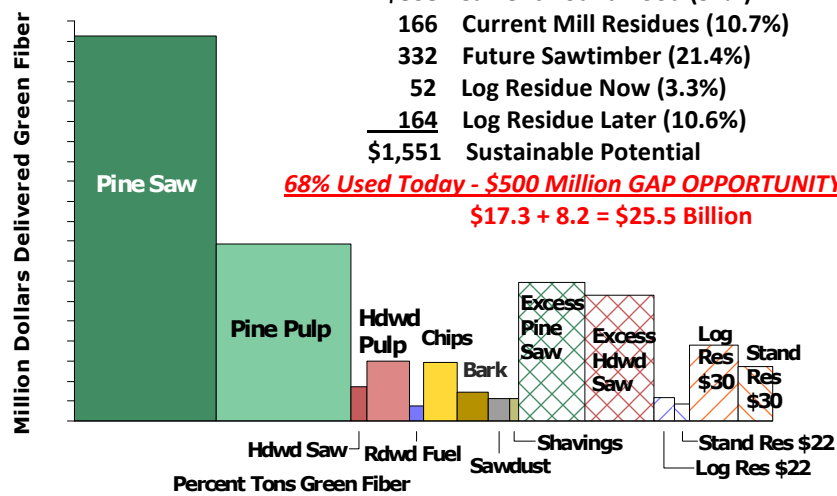 166 Current Mill Residues (10.7%)
332 Future Sawtimber (21.4%)
52 Log Residue Now (3.3%)
164 Log Residue Later (10.6%)
$1,551 Sustainable Potential
68% Used Today - $500 Million GAP OPPORTUNITY
$17.3 + 8.2 = $25.5 Billion
Million Dollars Delivered Green Fiber
Pine Saw
Pine Pulp
Hdwd
Pulp
Chips
Bark
Excess
Pine
Saw
Excess
Hdwd
Saw
Log
Res
$30
Stand
Res
$30
Hdwd Saw
Rdwd Fuel
Sawdust
Shavings
Stand Res $22
Log Res $22
Percent Tons Green Fiber